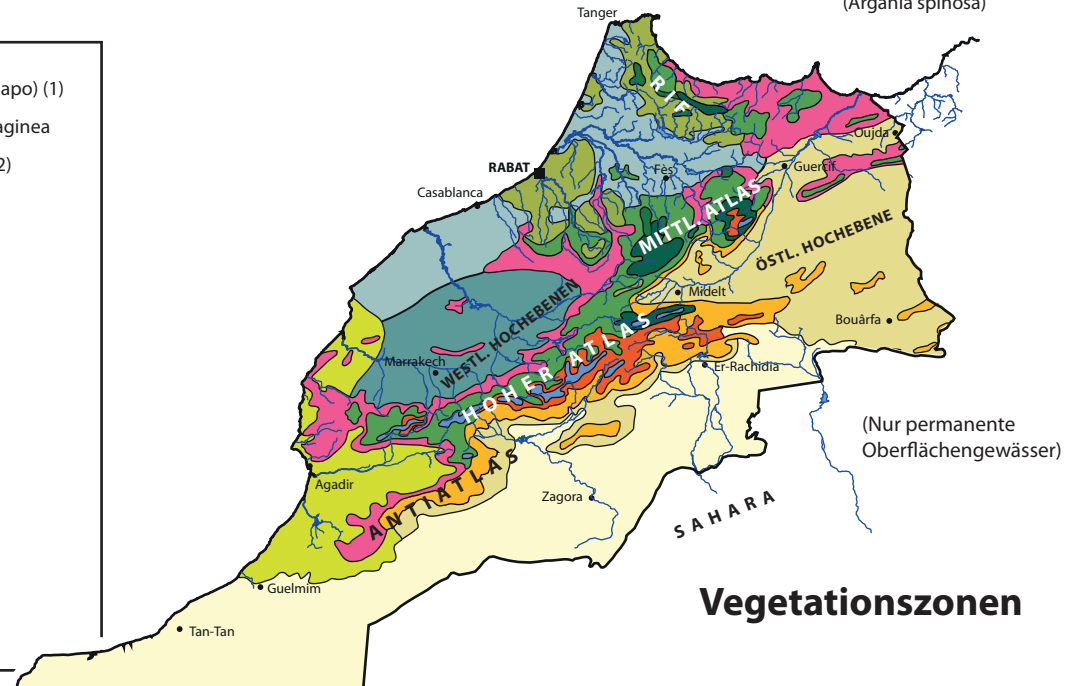 (Argania spinosa)
apo) (1)
aginea
2)
Tanger
RIF
Oujda
RABAT
Fès
Guercif
Casablanca
MITTL. ATLAS
ÖSTL. HOCHEBENE
Midelt
Bouârfa
WESTL. HOCHEBENEN
Marrakech
HOHER ATLAS
Er-Rachidia
(Nur permanente
Oberflächengewässer)
Agadir
ANTIATLAS
Zagora
SAHARA
Guelmim
Vegetationszonen
Tan-Tan